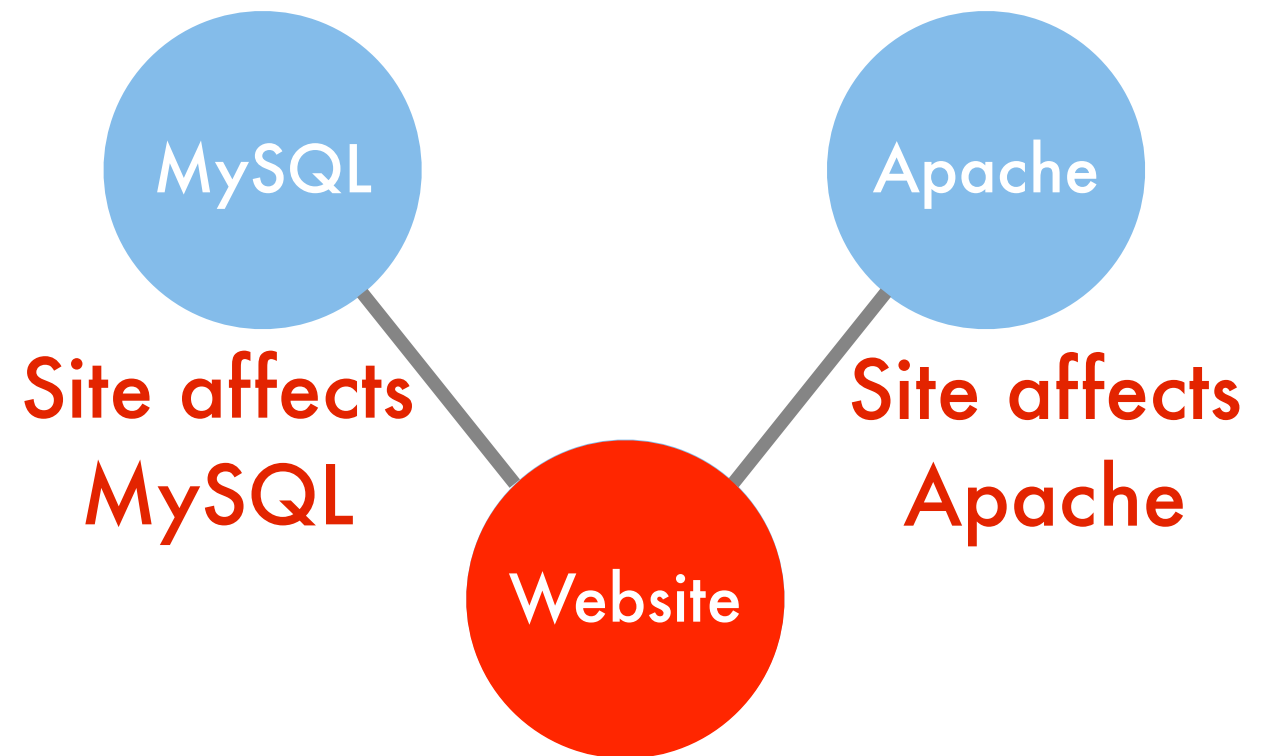 MySQL
Apache
Site affects
MySQL
Site affects
Apache
Website